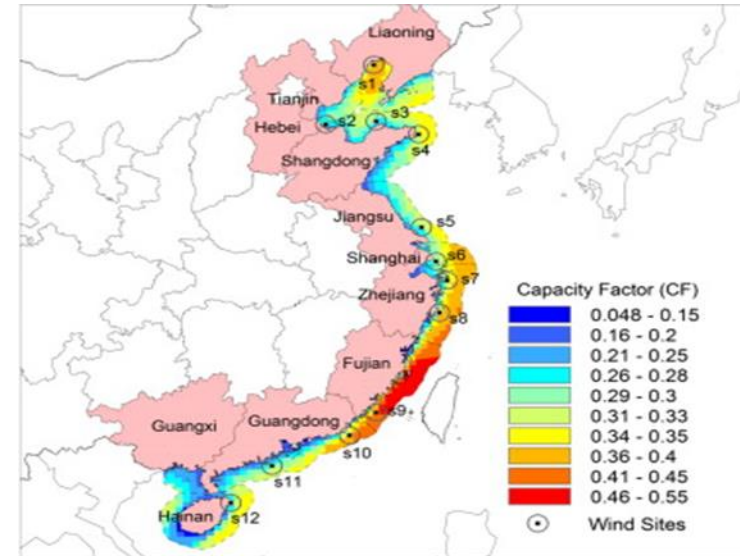 Liaoning
s1
Tianjin
s2
s3
Hebei
s4
Shangdong
Jiangsu
s5
Shanghai
s6
s7
Zhejiang
s8
Fujian
s9
Guangxi
Guangdong
s10
s11
Hainan
s12
Capacity Factor (CF)
0.048 - 0.15
0.16 - 0.2
0.21 - 0.25
0.26 - 0.28
0.29 - 0.3
0.31 - 0.33
0.34 - 0.35
0.36 - 0.4
0.41 - 0.45
0.46 - 0.55
Wind Sites